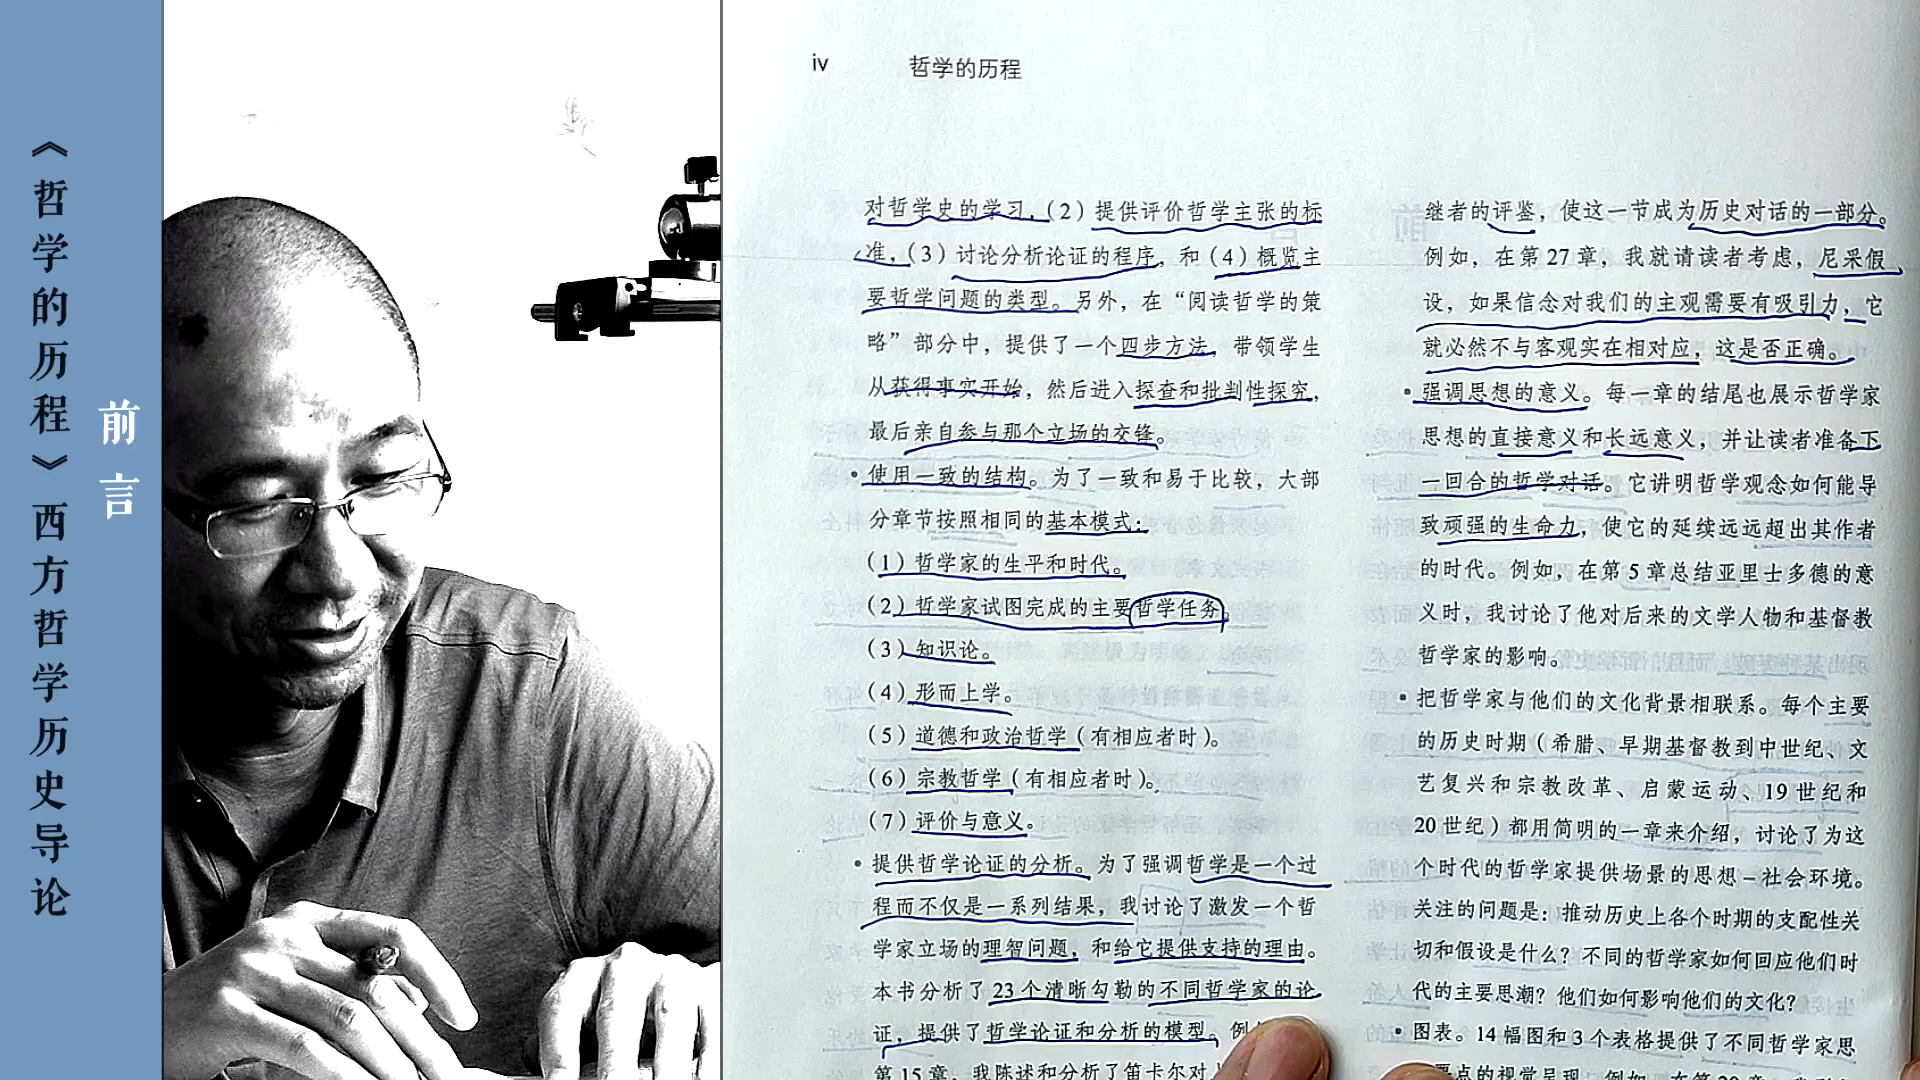 《哲学的历程》西方哲学历史导论
前言
iv
哲学的历程
对哲学史的学习，（2）提供评价哲学主张的标
准，（3）讨论分析论证的程序，和（4）概览主
要哲学问题的类型。另外，在“阅读哲学的策
略”部分中，提供了一个四步方法，带领学生
从获得事实开始，然后进入探查和批判性探究，
最后亲自参与那个立场的交锋。
• 使用一致的结构。为了一致和易于比较，大部
分章节按照相同的基本模式：
（1）哲学家的生平和时代。
（2）哲学家试图完成的主要哲学任务。
（3）知识论。
（4）形而上学。
（5）道德和政治哲学（有相应者时）。
（6）宗教哲学（有相应者时）。
（7）评价与意义。
• 提供哲学论证的分析。为了强调哲学是一个过
程而不仅是一系列结果，我讨论了激发一个哲
学家立场的理智问题，和给它提供支持的理由。
本书分析了 23 个清晰勾勒的不同哲学家的论
证，提供了哲学论证和分析的模型。例
第 15 章，我陈述和分析了笛卡尔对
继者的评鉴，使这一节成为历史对话的一部分。
例如，在第 27 章，我就请读者考虑，尼采假
设，如果信念对我们的主观需要有吸引力，它
就必然不与客观实在相对应，这是否正确。
• 强调思想的意义。每一章的结尾也展示哲学家
思想的直接意义和长远意义，并让读者准备下
一回合的哲学对话。它讲明哲学观念如何能导
致顽强的生命力，使它的延续远远超出其作者
的时代。例如，在第 5 章总结亚里士多德的意
义时，我讨论了他对后来的文学人物和基督教
哲学家的影响。
• 把哲学家与他们的文化背景相联系。每个主要
的历史时期（希腊、早期基督教到中世纪、文
艺复兴和宗教改革、启蒙运动、19 世纪和
20 世纪）都用简明的一章来介绍，讨论了为这
个时代的哲学家提供场景的思想－社会环境。
关注的问题是：推动历史上各个时期的支配性关
切和假设是什么？不同的哲学家如何回应他们时
代的主要思潮？他们如何影响他们的文化？
• 图表。14 幅图和 3 个表格提供了不同哲学家思
要点的视觉呈现